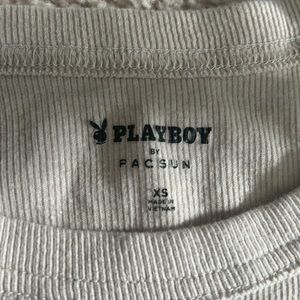 PLAYBOY
BY
PACSUN
XS
MADE IN
VIETNAM